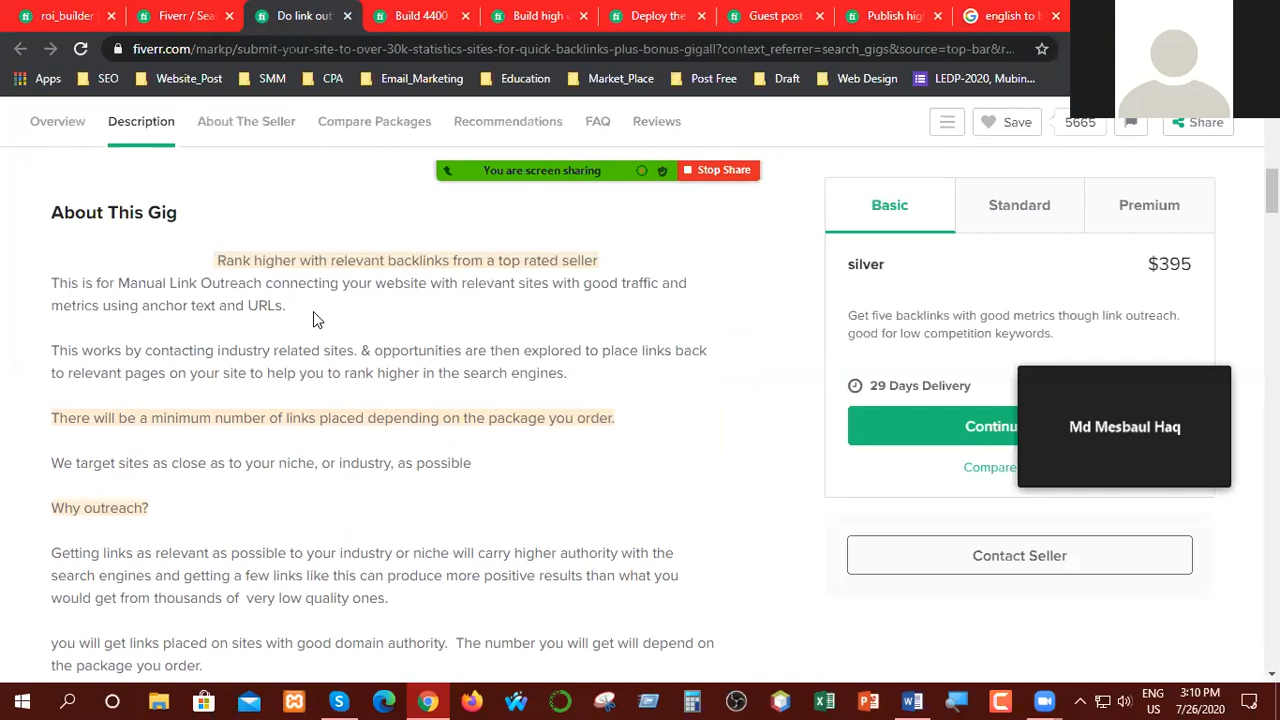 roi_builder
Fiverr / Sea
Do link out
Build 4400
Build high c
Deploy the
Guest post
Publish hig
english to b
fiverr.com/markp/submit-your-site-to-over-30k-statistics-sites-for-quick-backlinks-plus-bonus-gigall?context_referrer=search_gigs&source=top-bar&r...
Apps SEO Website_Post SMM CPA Email_Marketing Education Market_Place Post Free Draft Web Design LEDP-2020, Mubin...
Overview Description About The Seller Compare Packages Recommendations FAQ Reviews Save 5665 Share
You are screen sharing Stop Share
About This Gig
Rank higher with relevant backlinks from a top rated seller
This is for Manual Link Outreach connecting your website with relevant sites with good traffic and
metrics using anchor text and URLs.
This works by contacting industry related sites. & opportunities are then explored to place links back
to relevant pages on your site to help you to rank higher in the search engines.
There will be a minimum number of links placed depending on the package you order.
We target sites as close as to your niche, or industry, as possible
Why outreach?
Getting links as relevant as possible to your industry or niche will carry higher authority with the
search engines and getting a few links like this can produce more positive results than what you
would get from thousands of very low quality ones.
you will get links placed on sites with good domain authority. The number you will get will depend on
the package you order.
Basic Standard Premium
silver $395
Get five backlinks with good metrics though link outreach.
good for low competition keywords.
29 Days Delivery
Continu
Compare
Md Mesbaul Haq
Contact Seller
ENG
US
3:10 PM
7/26/2020